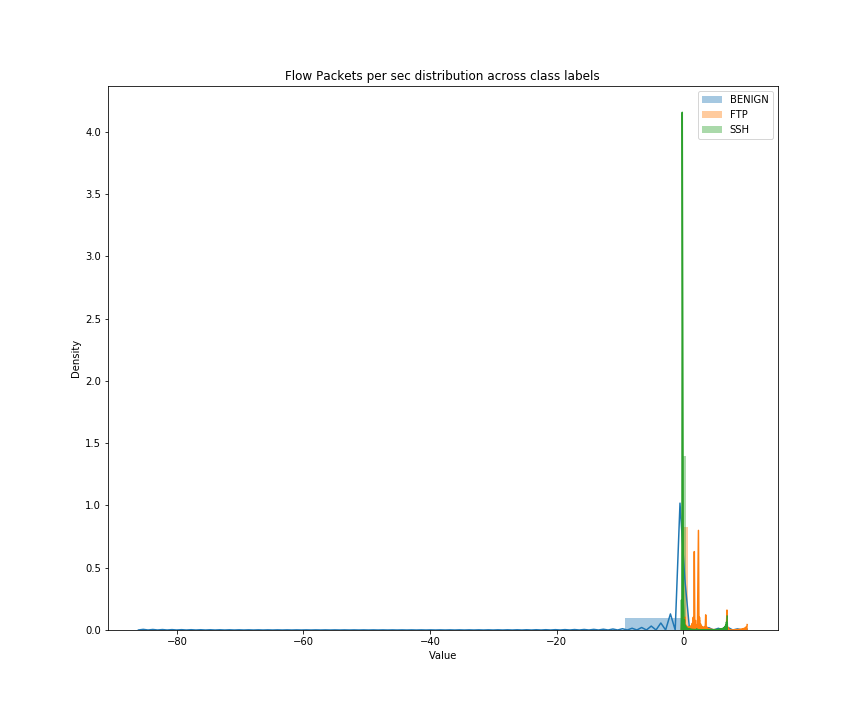 Flow Packets per sec distribution across class labels
BENIGN
FTP
SSH
4.0
3.5
3.0
2.5
2.0
1.5
1.0
0.5
0.0
Density
−80 −60 −40 −20 0
Value